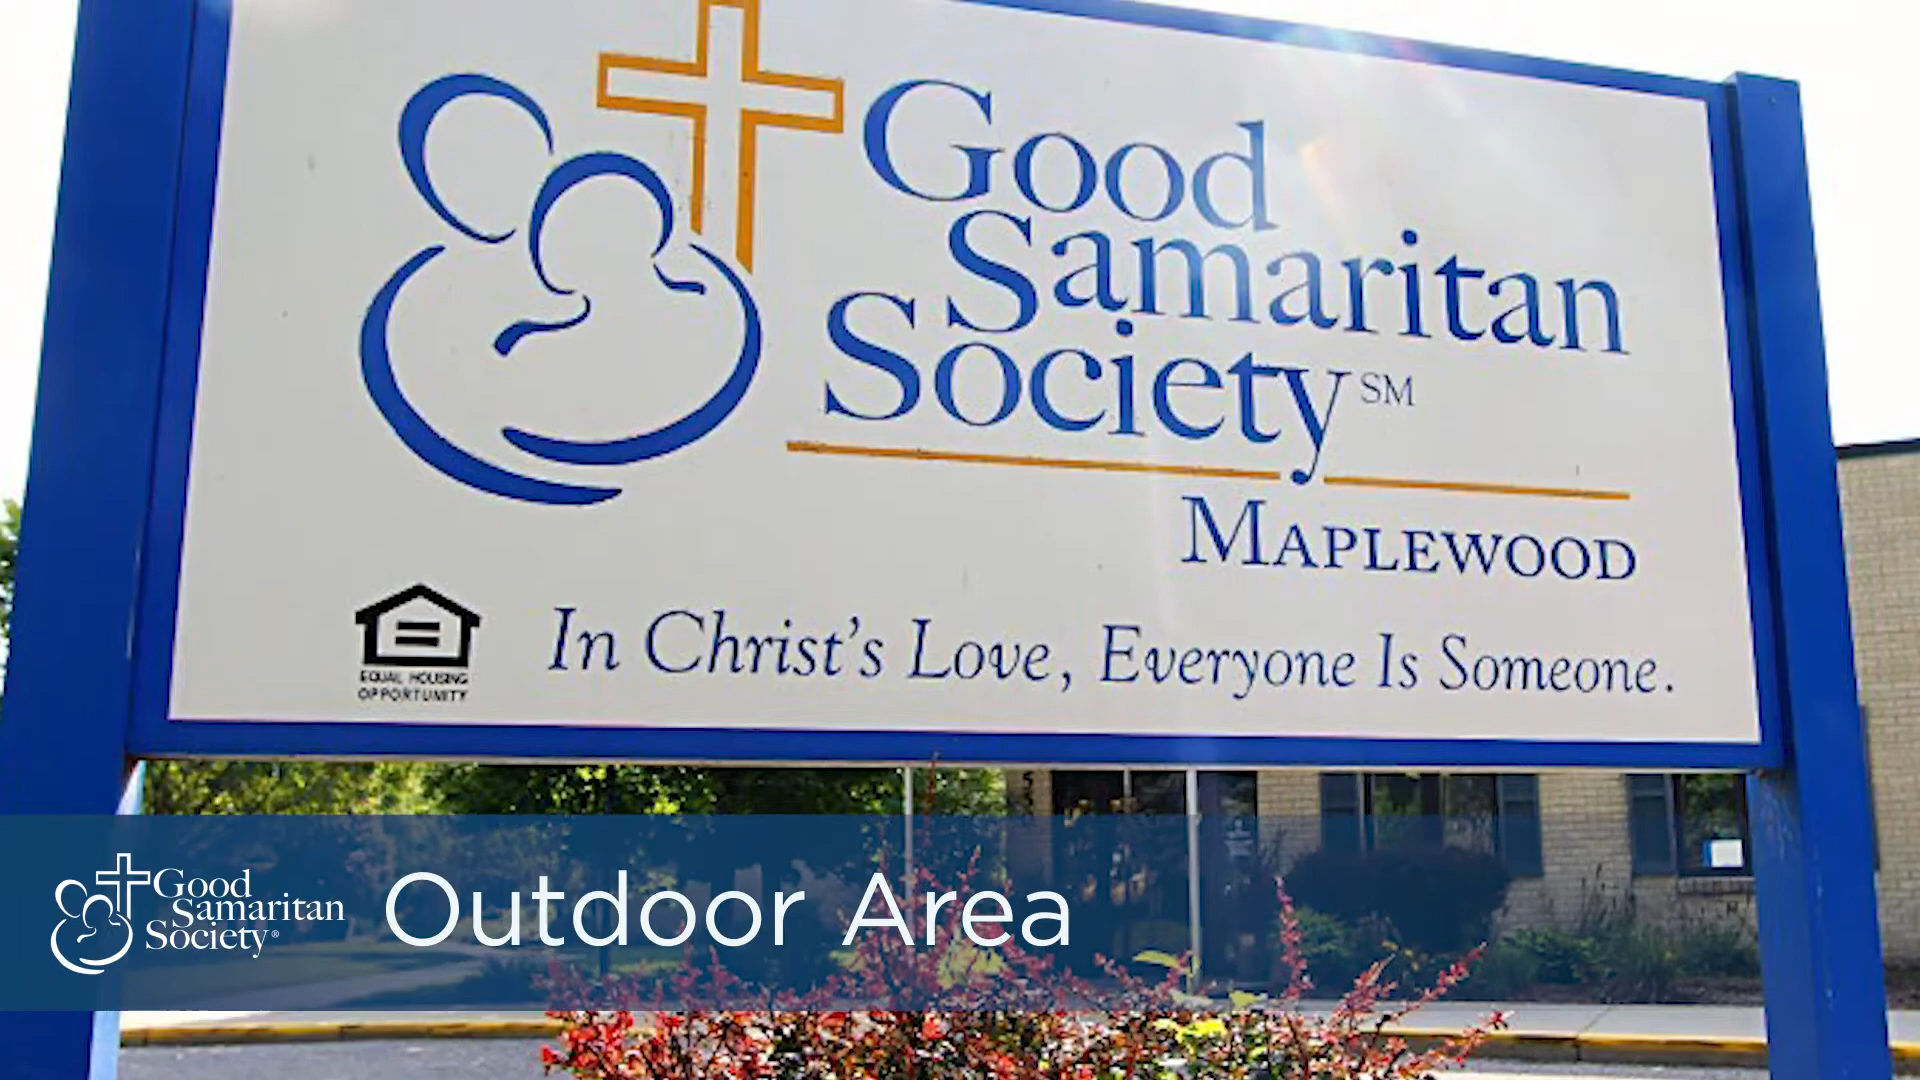 Good
Samaritan
Society SM
MAPLEWOOD
EQUAL HOUSING
OPPORTUNITY
In Christ's Love, Everyone Is Someone.
Good
Samaritan
Society®
Outdoor Area